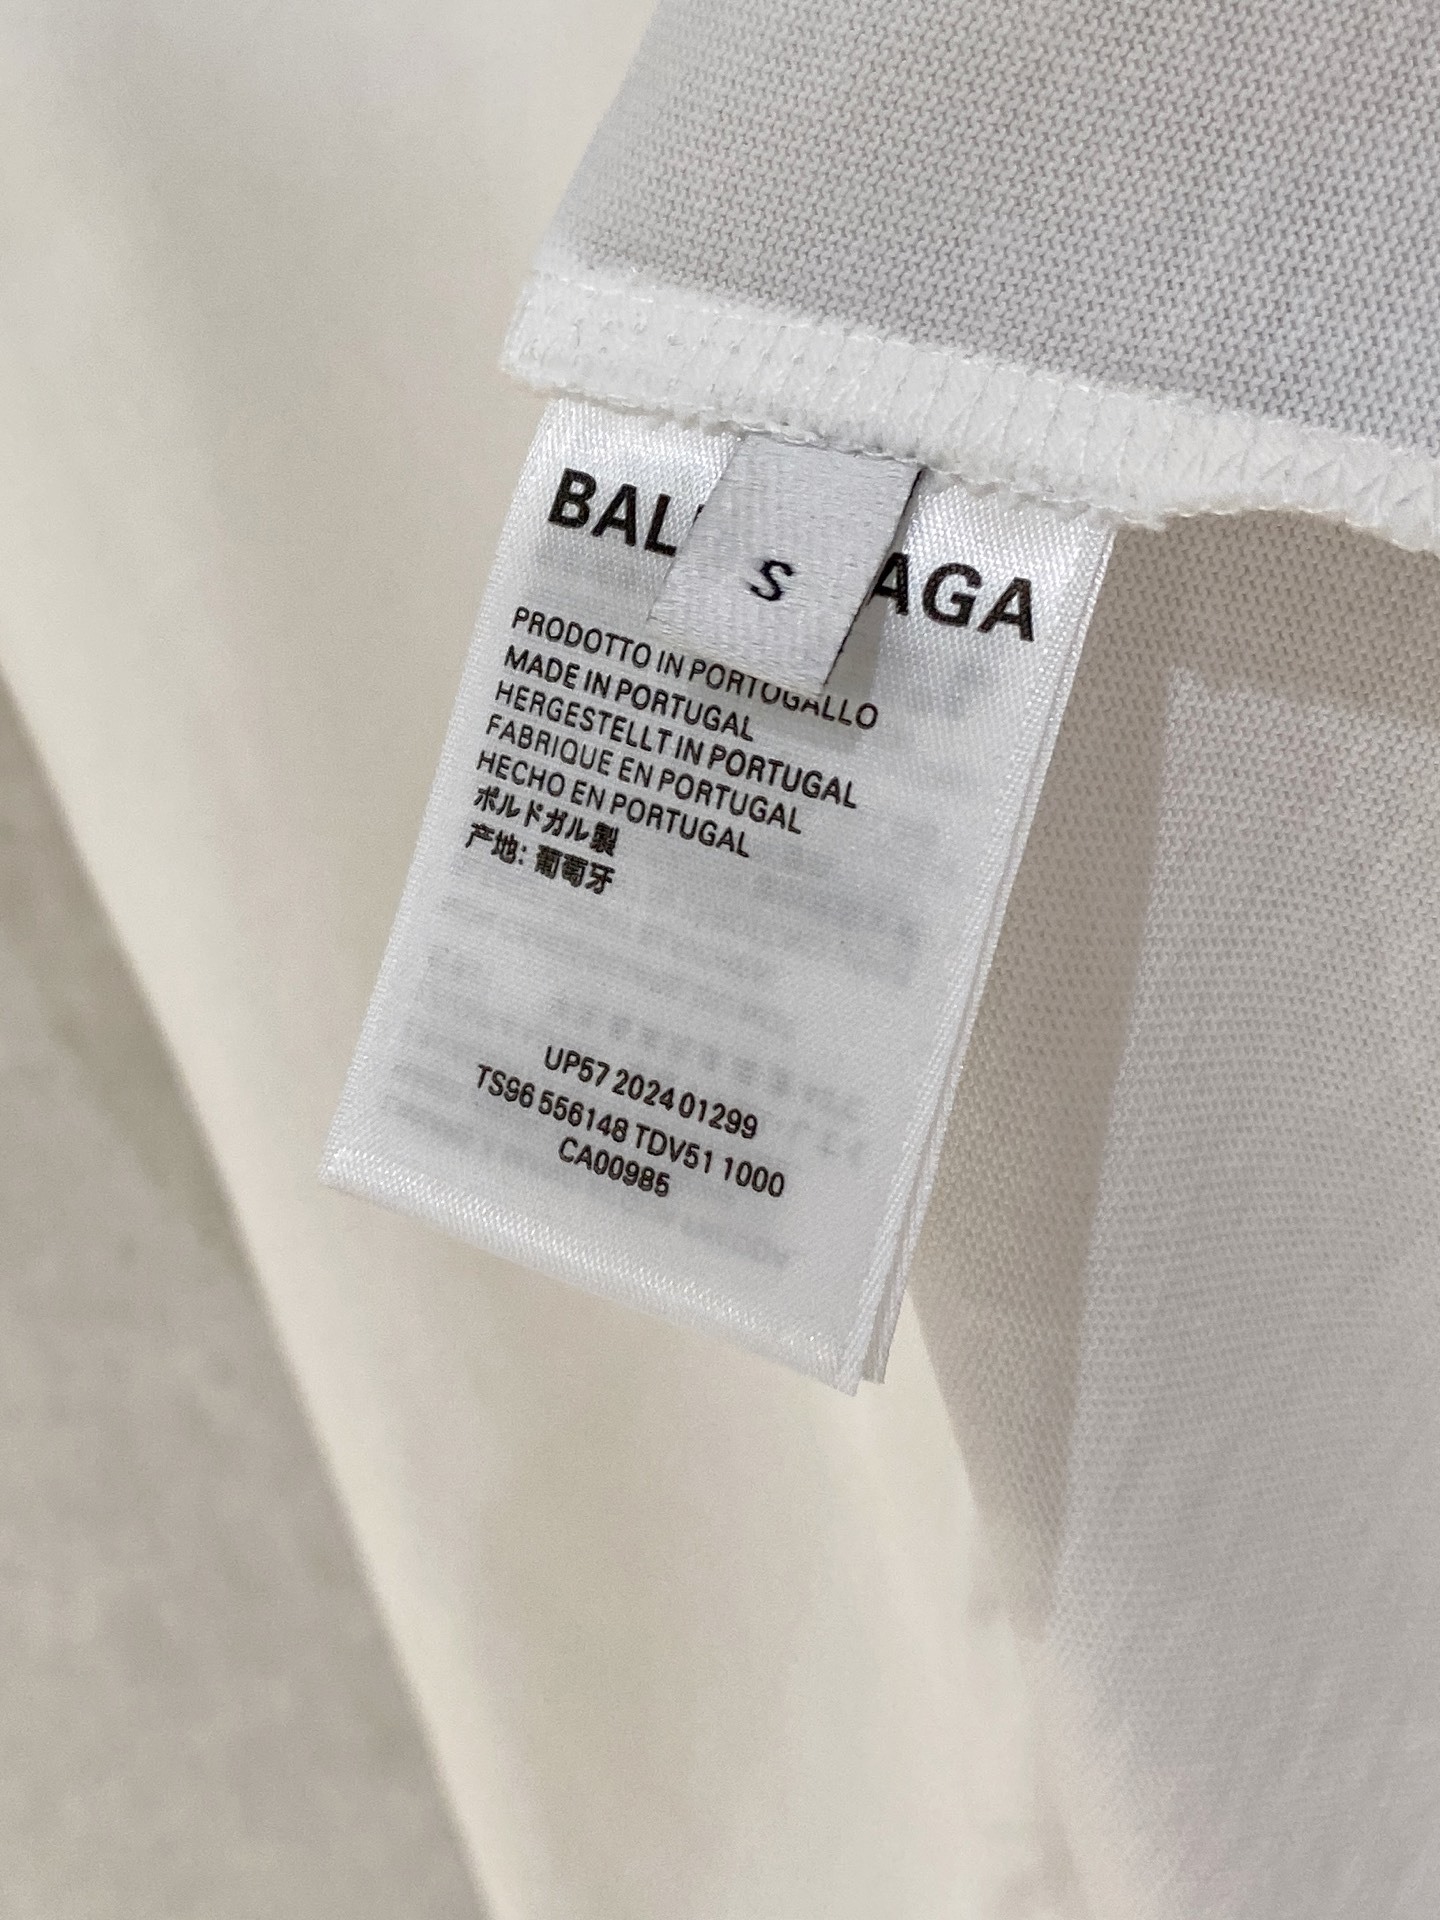 BAL AGA
S
PRODOTTO IN PORTOGALLO
MADE IN PORTUGAL
HERGESTELLT IN PORTUGAL
FABRIQUE EN PORTUGAL
HECHO EN PORTUGAL
ポルトガル製
产地: 葡萄牙
UP57 2024 01299
TS96 556148 TDV51 1000
CA00985